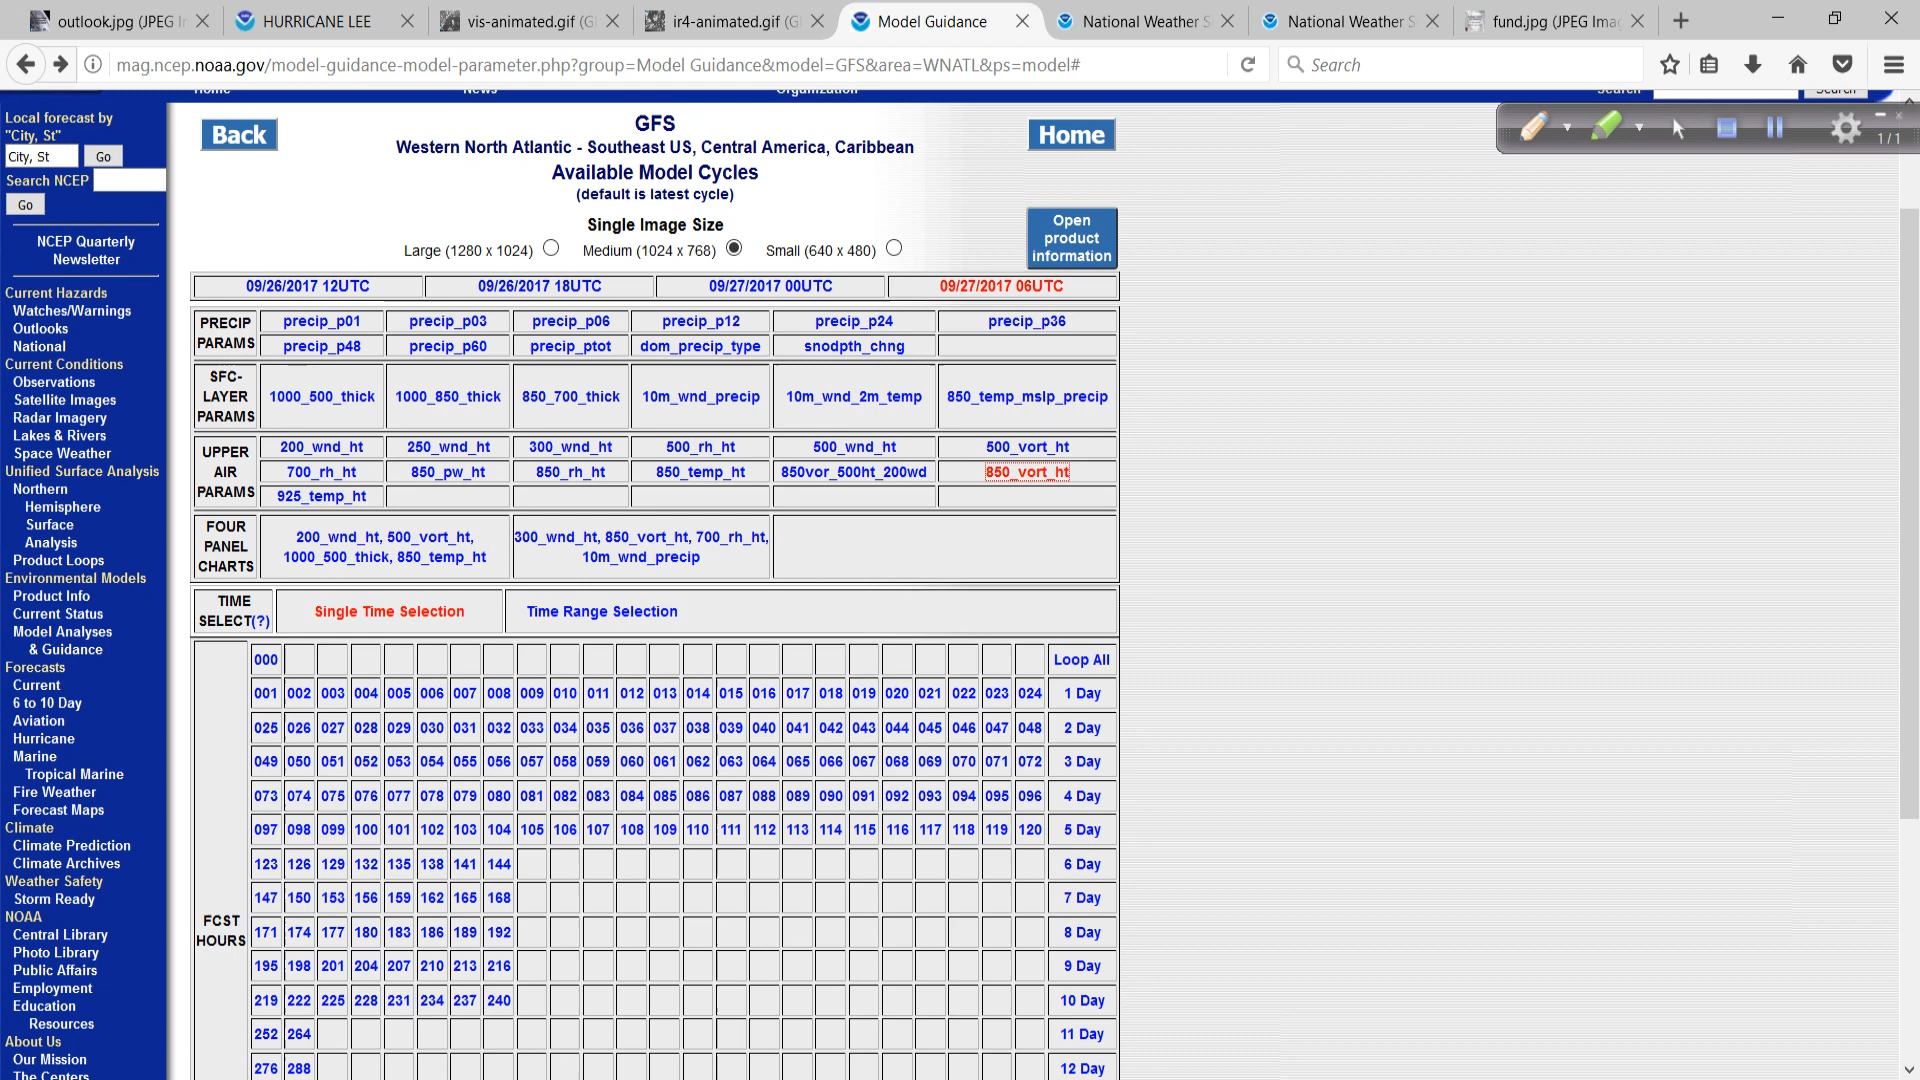 outlook.jpg (JPEG I
HURRICANE LEE
vis-animated.gif (GI
ir4-animated.gif (GI
Model Guidance
National Weather S
National Weather S
fund.jpg (JPEG Imag
mag.ncep.noaa.gov/model-guidance-model-parameter.php?group=Model Guidance&model=GFS&area=WNATL&ps=model#
Search
Home
News
Organization
Search
Search
1/1
Local forecast by
"City, St"
City, St
Go
Search NCEP
Go
NCEP Quarterly
Newsletter
Current Hazards
Watches/Warnings
Outlooks
National
Current Conditions
Observations
Satellite Images
Radar Imagery
Lakes & Rivers
Space Weather
Unified Surface Analysis
Northern
Hemisphere
Surface
Analysis
Product Loops
Environmental Models
Product Info
Current Status
Model Analyses
& Guidance
Forecasts
Current
6 to 10 Day
Aviation
Hurricane
Marine
Tropical Marine
Fire Weather
Forecast Maps
Climate
Climate Prediction
Climate Archives
Weather Safety
Storm Ready
NOAA
Central Library
Photo Library
Public Affairs
Employment
Education
Resources
About Us
Our Mission
The Centers
Back
GFS
Home
Western North Atlantic - Southeast US, Central America, Caribbean
Available Model Cycles
(default is latest cycle)
Single Image Size
Large (1280 x 1024) Medium (1024 x 768) Small (640 x 480)
Open
product
information
09/26/2017 12UTC 09/26/2017 18UTC 09/27/2017 00UTC 09/27/2017 06UTC
PRECIP
PARAMS
precip_p01 precip_p03 precip_p06 precip_p12 precip_p24 precip_p36
precip_p48 precip_p60 precip_ptot dom_precip_type snodpth_chng
SFC-
LAYER
PARAMS
1000_500_thick 1000_850_thick 850_700_thick 10m_wnd_precip 10m_wnd_2m_temp 850_temp_mslp_precip
UPPER
AIR
PARAMS
200_wnd_ht 250_wnd_ht 300_wnd_ht 500_rh_ht 500_wnd_ht 500_vort_ht
700_rh_ht 850_pw_ht 850_rh_ht 850_temp_ht 850vor_500ht_200wd 850_vort_ht
925_temp_ht
FOUR
PANEL
CHARTS
200_wnd_ht, 500_vort_ht,
1000_500_thick, 850_temp_ht
300_wnd_ht, 850_vort_ht, 700_rh_ht,
10m_wnd_precip
TIME
SELECT(?)
Single Time Selection
Time Range Selection
FCST
HOURS
000 Loop All
001 002 003 004 005 006 007 008 009 010 011 012 013 014 015 016 017 018 019 020 021 022 023 024 1 Day
025 026 027 028 029 030 031 032 033 034 035 036 037 038 039 040 041 042 043 044 045 046 047 048 2 Day
049 050 051 052 053 054 055 056 057 058 059 060 061 062 063 064 065 066 067 068 069 070 071 072 3 Day
073 074 075 076 077 078 079 080 081 082 083 084 085 086 087 088 089 090 091 092 093 094 095 096 4 Day
097 098 099 100 101 102 103 104 105 106 107 108 109 110 111 112 113 114 115 116 117 118 119 120 5 Day
123 126 129 132 135 138 141 144 6 Day
147 150 153 156 159 162 165 168 7 Day
171 174 177 180 183 186 189 192 8 Day
195 198 201 204 207 210 213 216 9 Day
219 222 225 228 231 234 237 240 10 Day
252 264 11 Day
276 288 12 Day